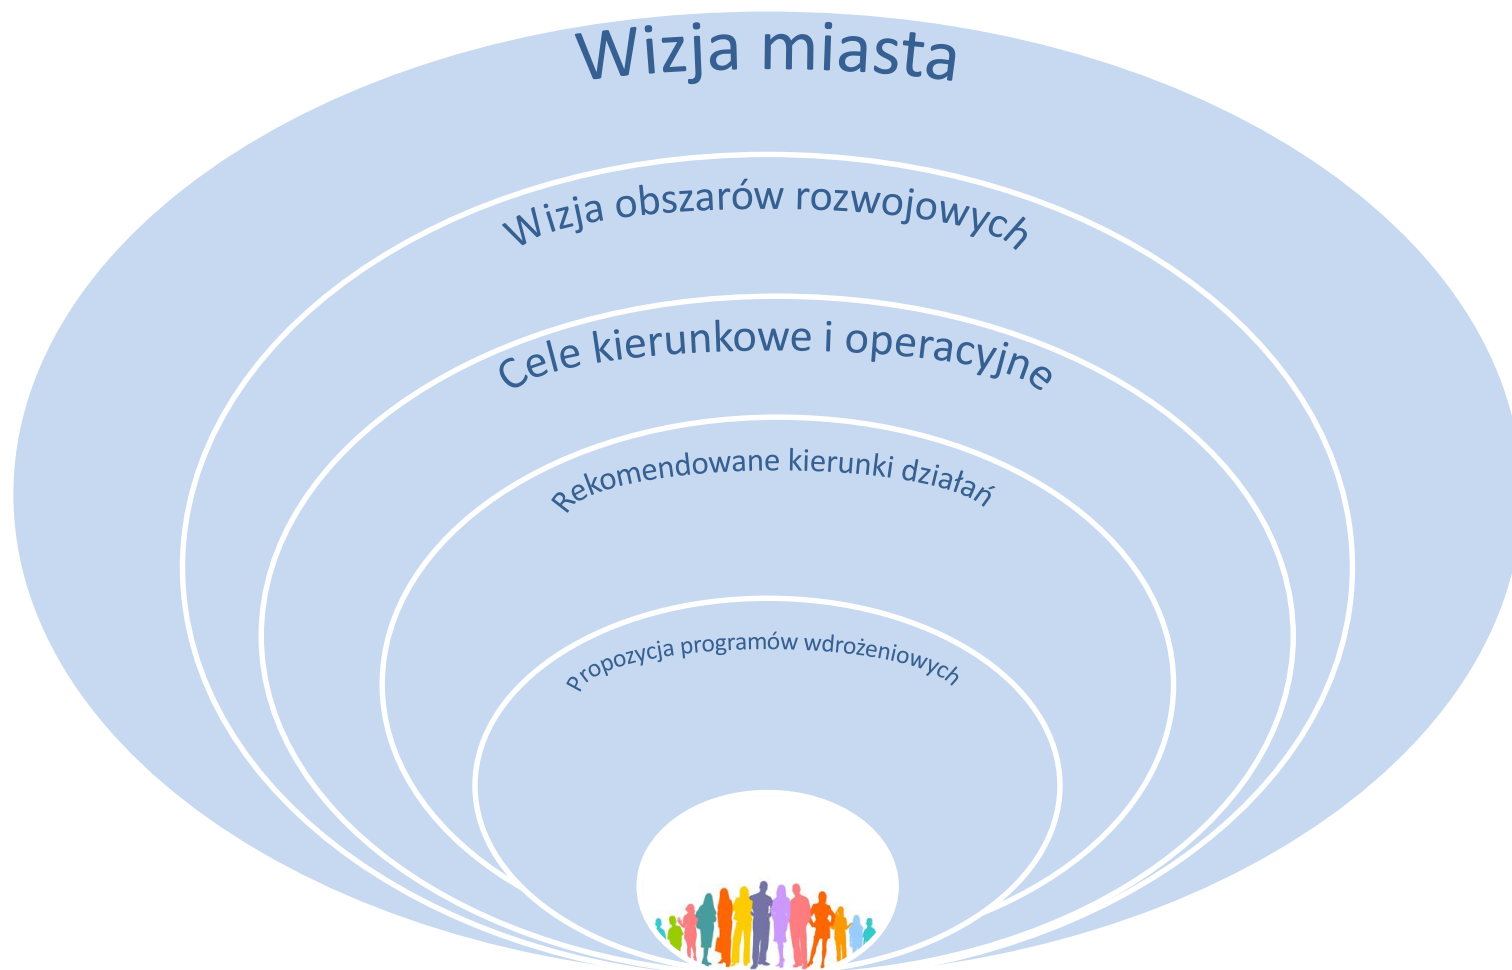 Wizja miasta
Wizja obszarów rozwojowych
Cele kierunkowe i operacyjne
Rekomendowane kierunki działań
Propozycja programów wdrożeniowych